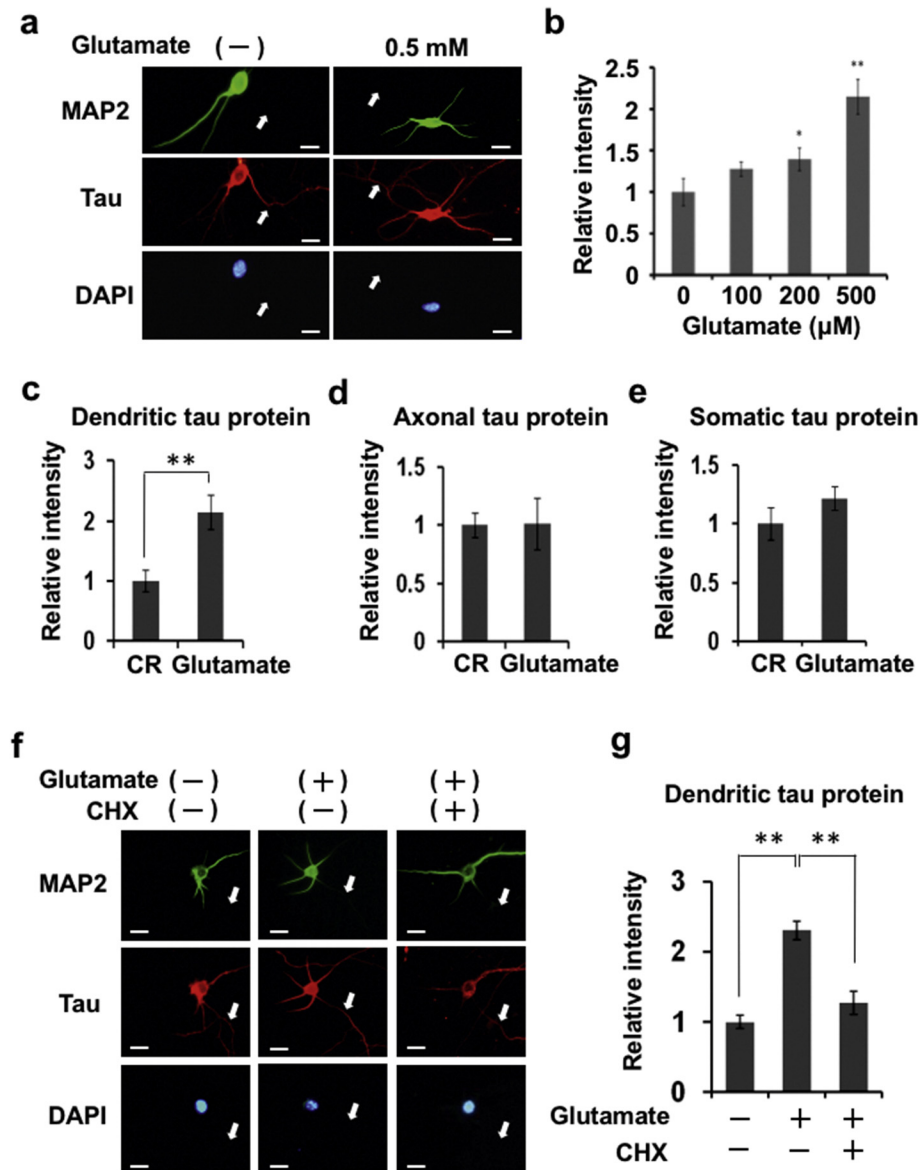 a
Glutamate (—) 0.5 mM
MAP2
Tau
DAPI
b
Relative intensity
2.5
2
1.5
1
0.5
0
*
**
0 100 200 500
Glutamate (µM)
c
Dendritic tau protein
Relative intensity
3
2
1
0
**
CR Glutamate
d
Axonal tau protein
Relative intensity
1.5
1
0.5
0
CR Glutamate
e
Somatic tau protein
Relative intensity
1.5
1
0.5
0
CR Glutamate
f
Glutamate (—) (+) (+)
CHX (—) (—) (+)
MAP2
Tau
DAPI
g
Dendritic tau protein
Relative intensity
** **
3
2
1
0
Glutamate — + +
CHX — — +